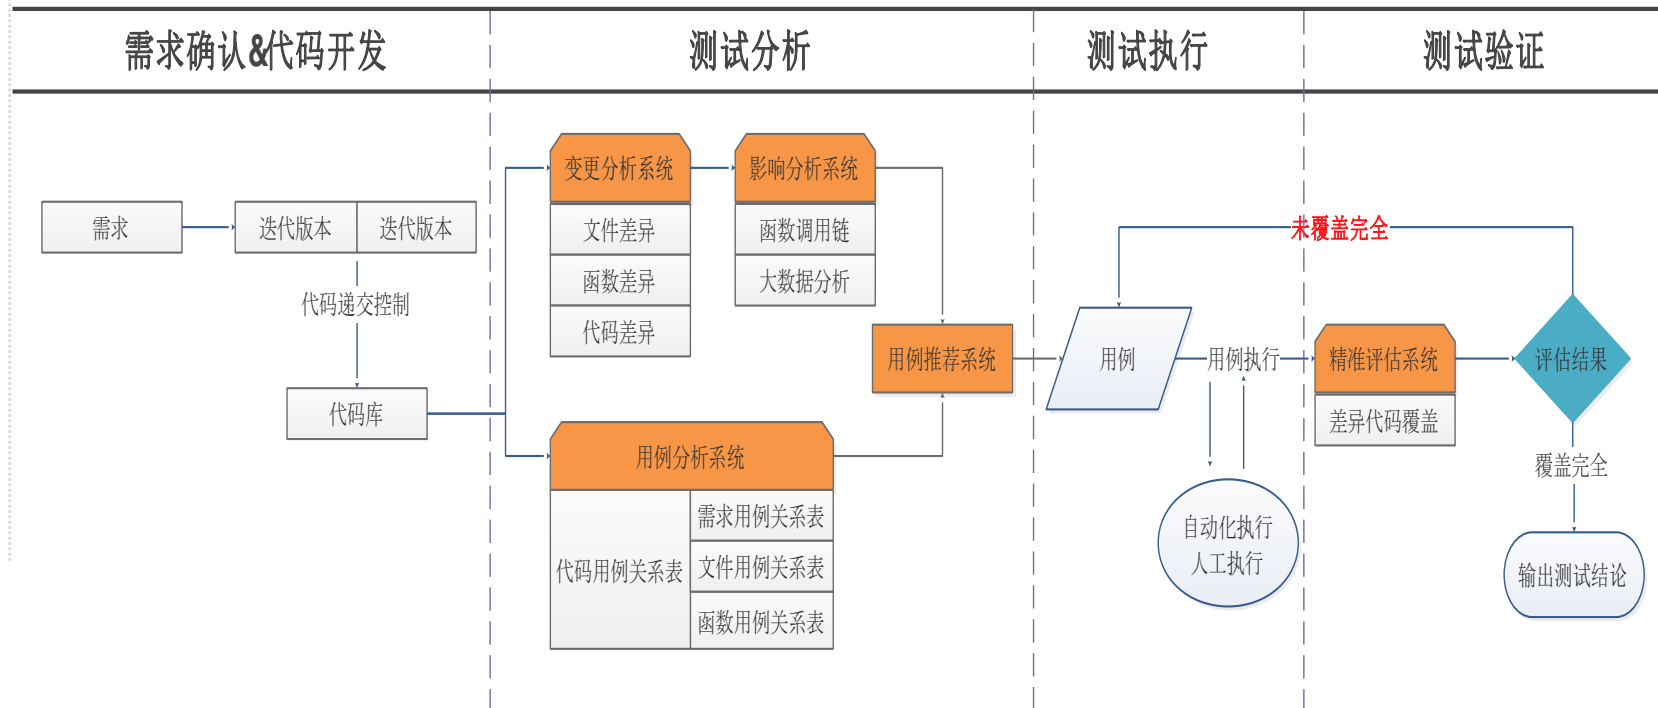 需求确认&代码开发
测试分析
测试执行
测试验证
需求
迭代版本
迭代版本
代码递交控制
代码库
变更分析系统
文件差异
函数差异
代码差异
影响分析系统
函数调用链
大数据分析
用例推荐系统
用例分析系统
代码用例关系表
需求用例关系表
文件用例关系表
函数用例关系表
未覆盖完全
用例
用例执行
自动化执行
人工执行
精准评估系统
差异代码覆盖
评估结果
覆盖完全
输出测试结论